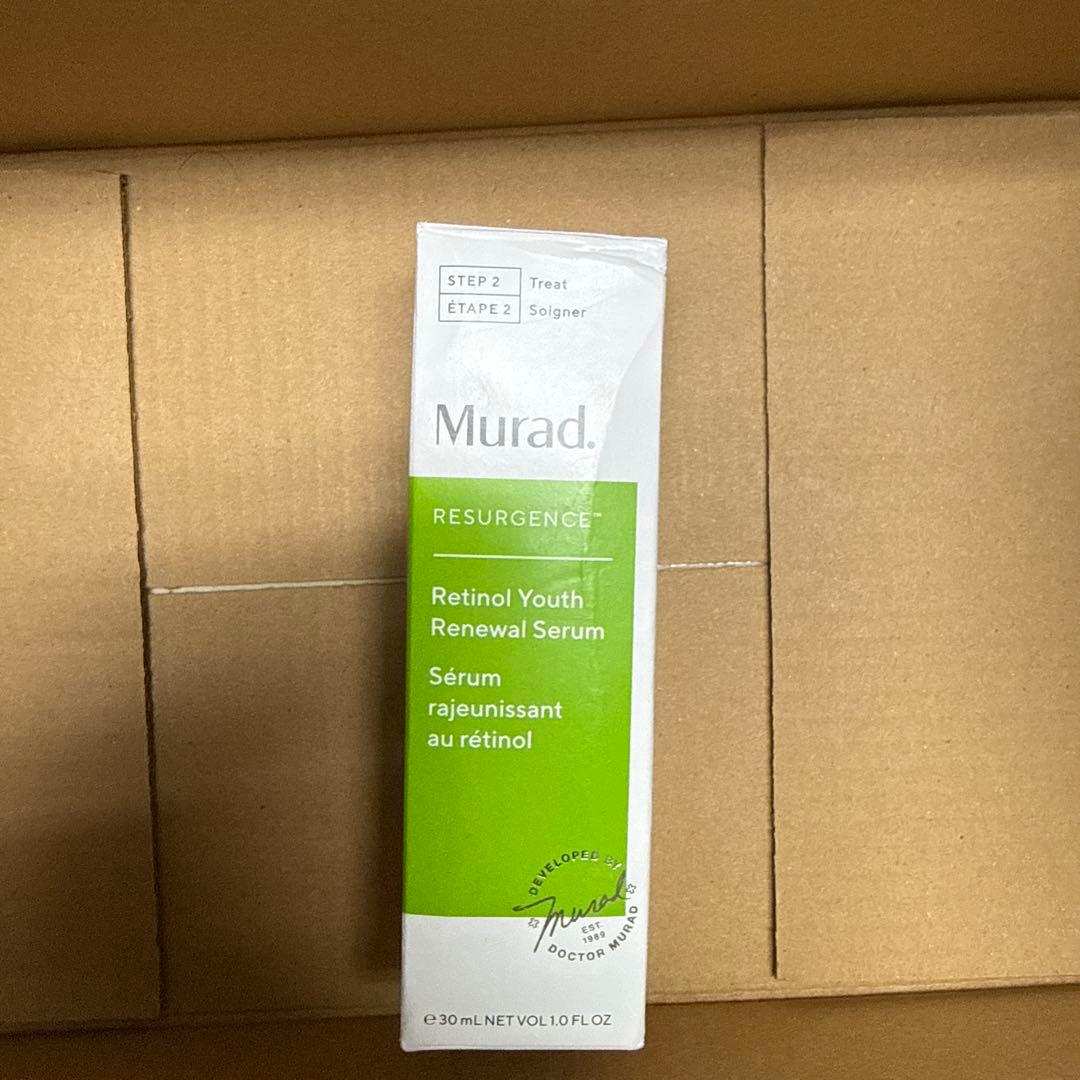 STEP 2 Treat
ÉTAPE 2 Soigner
Murad.
RESURGENCE™
Retinol Youth
Renewal Serum
Sérum
rajeunissant
au rétinol
DEVELOPED BY
Murad
EST.
1989
DOCTOR MURAD
℮30 mL NET VOL 1.0 FL OZ